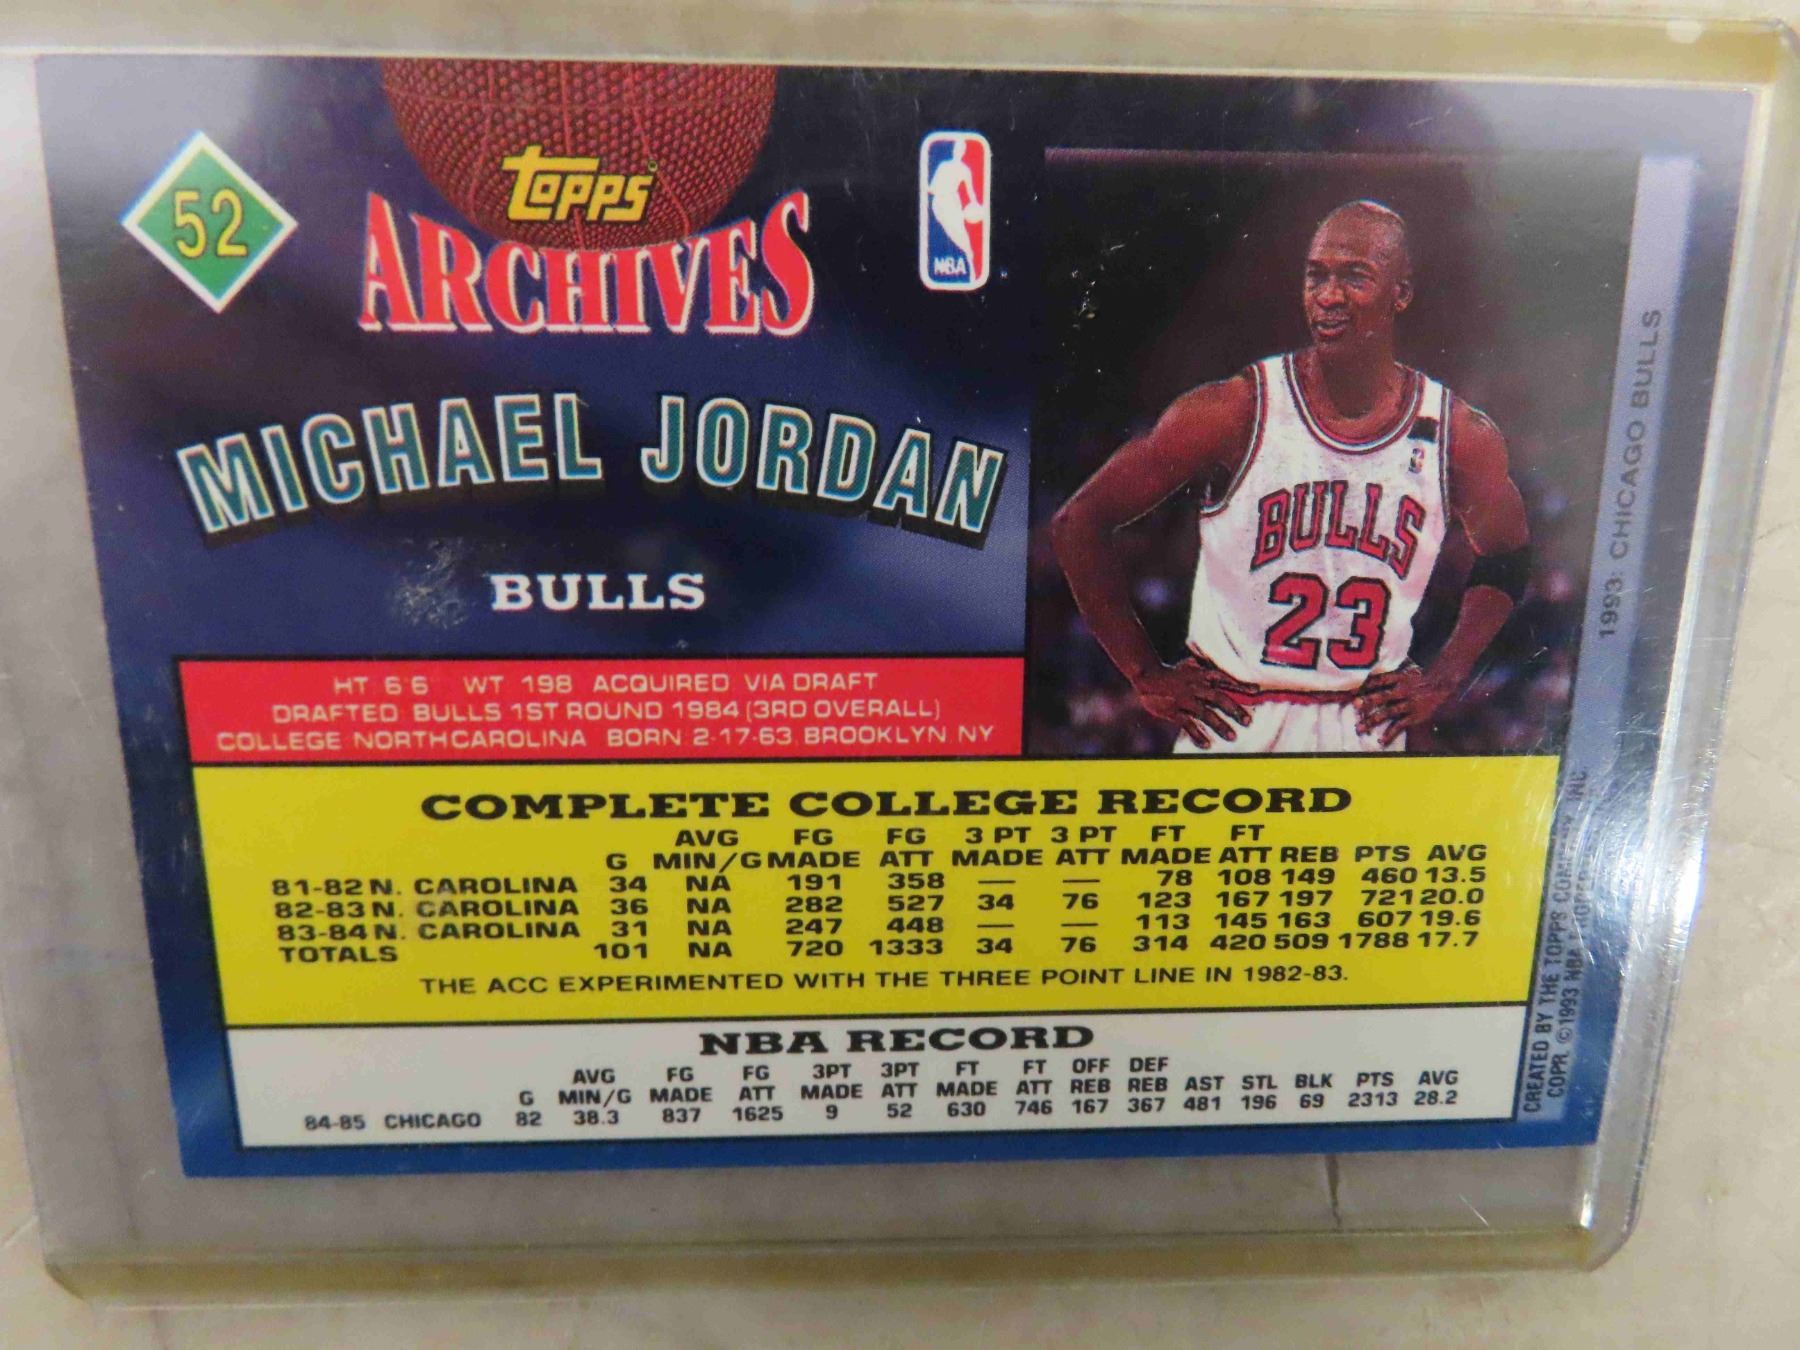 52
Topps
ARCHIVES
NBA
MICHAEL JORDAN
BULLS
HT 6'6 WT 198 ACQUIRED VIA DRAFT
DRAFTED BULLS 1ST ROUND 1984 (3RD OVERALL)
COLLEGE NORTH CAROLINA BORN 2-17-63, BROOKLYN, NY
BULLS
23
1993: CHICAGO BULLS
COMPLETE COLLEGE RECORD
AVG FG FG 3 PT 3 PT FT FT
G MIN/G MADE ATT MADE ATT MADE ATT REB PTS AVG
81-82 N. CAROLINA 34 NA 191 358 — — 78 108 149 460 13.5
82-83 N. CAROLINA 36 NA 282 527 34 76 123 167 197 721 20.0
83-84 N. CAROLINA 31 NA 247 448 — — 113 145 163 607 19.6
TOTALS 101 NA 720 1333 34 76 314 420 509 1788 17.7
THE ACC EXPERIMENTED WITH THE THREE POINT LINE IN 1982-83.
NBA RECORD
AVG FG FG 3PT 3PT FT FT OFF DEF
G MIN/G MADE ATT MADE ATT MADE ATT REB REB AST STL BLK PTS AVG
84-85 CHICAGO 82 38.3 837 1625 9 52 630 746 167 367 481 196 69 2313 28.2
CREATED BY THE TOPPS INC.
COPR. ©1993 NBA